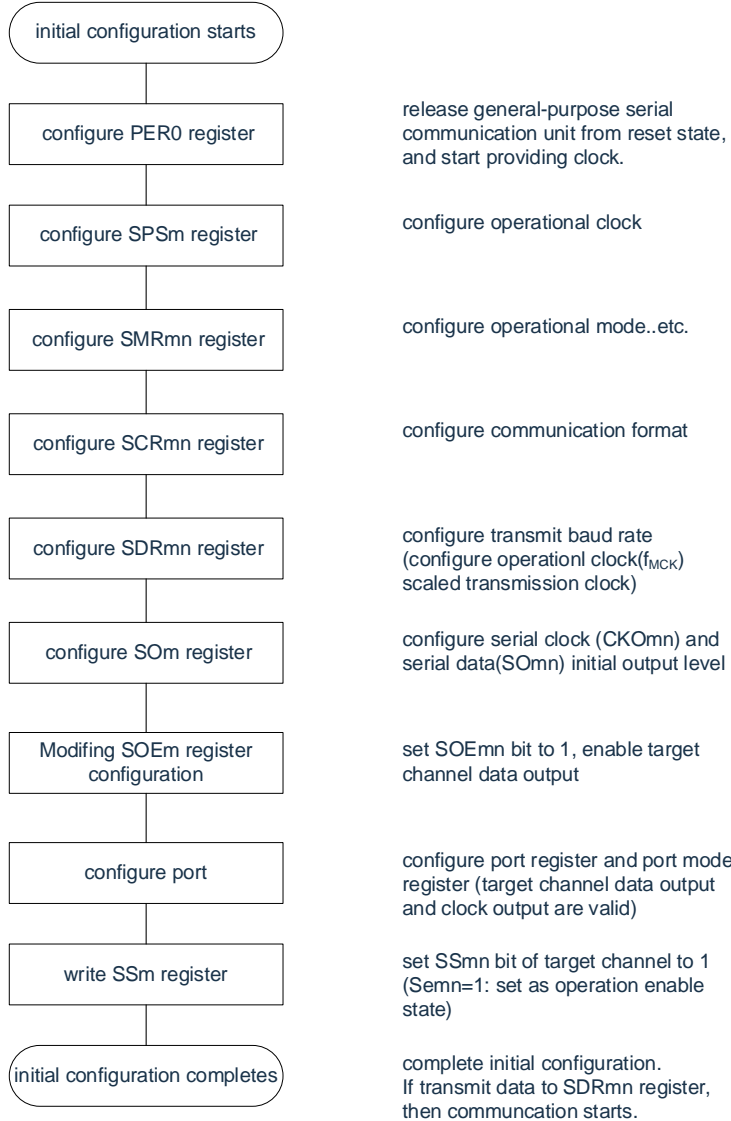 initial configuration starts
configure PER0 register
release general-purpose serial
communication unit from reset state,
and start providing clock.
configure SPSm register
configure operational clock
configure SMRmn register
configure operational mode..etc.
configure SCRmn register
configure communication format
configure SDRmn register
configure transmit baud rate
(configure operationl clock(fMCK)
scaled transmission clock)
configure SOm register
configure serial clock (CKOmn) and
serial data(SOmn) initial output level
Modifing SOEm register
configuration
set SOEmn bit to 1, enable target
channel data output
configure port
configure port register and port mode
register (target channel data output
and clock output are valid)
write SSm register
set SSmn bit of target channel to 1
(Semn=1: set as operation enable
state)
initial configuration completes
complete initial configuration.
If transmit data to SDRmn register,
then communcation starts.